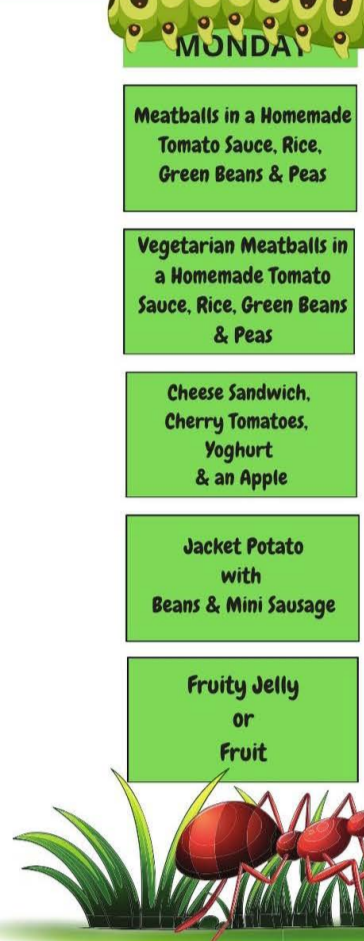 MONDAY
Meatballs in a Homemade
Tomato Sauce, Rice,
Green Beans & Peas
Vegetarian Meatballs in
a Homemade Tomato
Sauce, Rice, Green Beans
& Peas
Cheese Sandwich,
Cherry Tomatoes,
Yoghurt
& an Apple
Jacket Potato
with
Beans & Mini Sausage
Fruity Jelly
or
Fruit